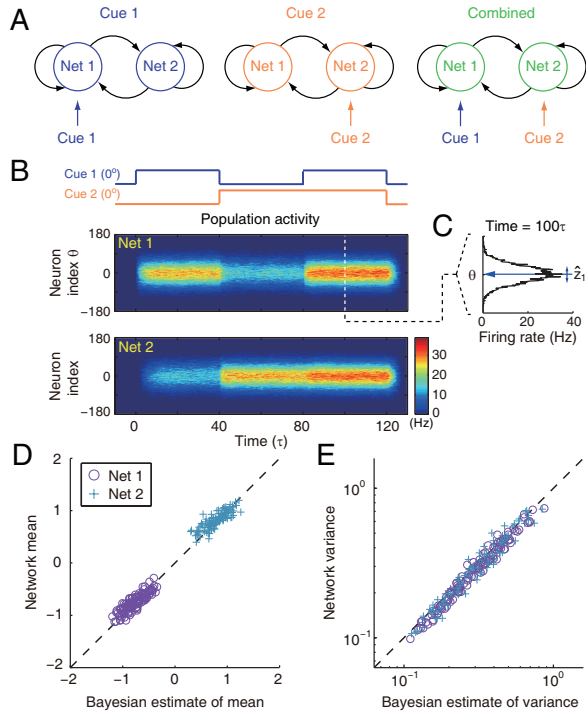 A
Cue 1
Cue 2
Combined
Net 1
Net 2
Net 1
Net 2
Net 1
Net 2
Cue 1
Cue 2
Cue 1
Cue 2
B
Cue 1 (0°)
Cue 2 (0°)
Population activity
Net 1
Neuron
index θ
180
-180
C
Time = 100τ
θ
ẑ1
0
20
40
Firing rate (Hz)
Net 2
Neuron
index
180
0
-180
0
40
80
120
Time (τ)
30
20
10
0
(Hz)
D
Net 1
Net 2
Network mean
2
1
0
-1
-2
-2
-1
0
1
2
Bayesian estimate of mean
E
Network variance
10⁰
10⁻¹
10⁻¹
10⁰
Bayesian estimate of variance